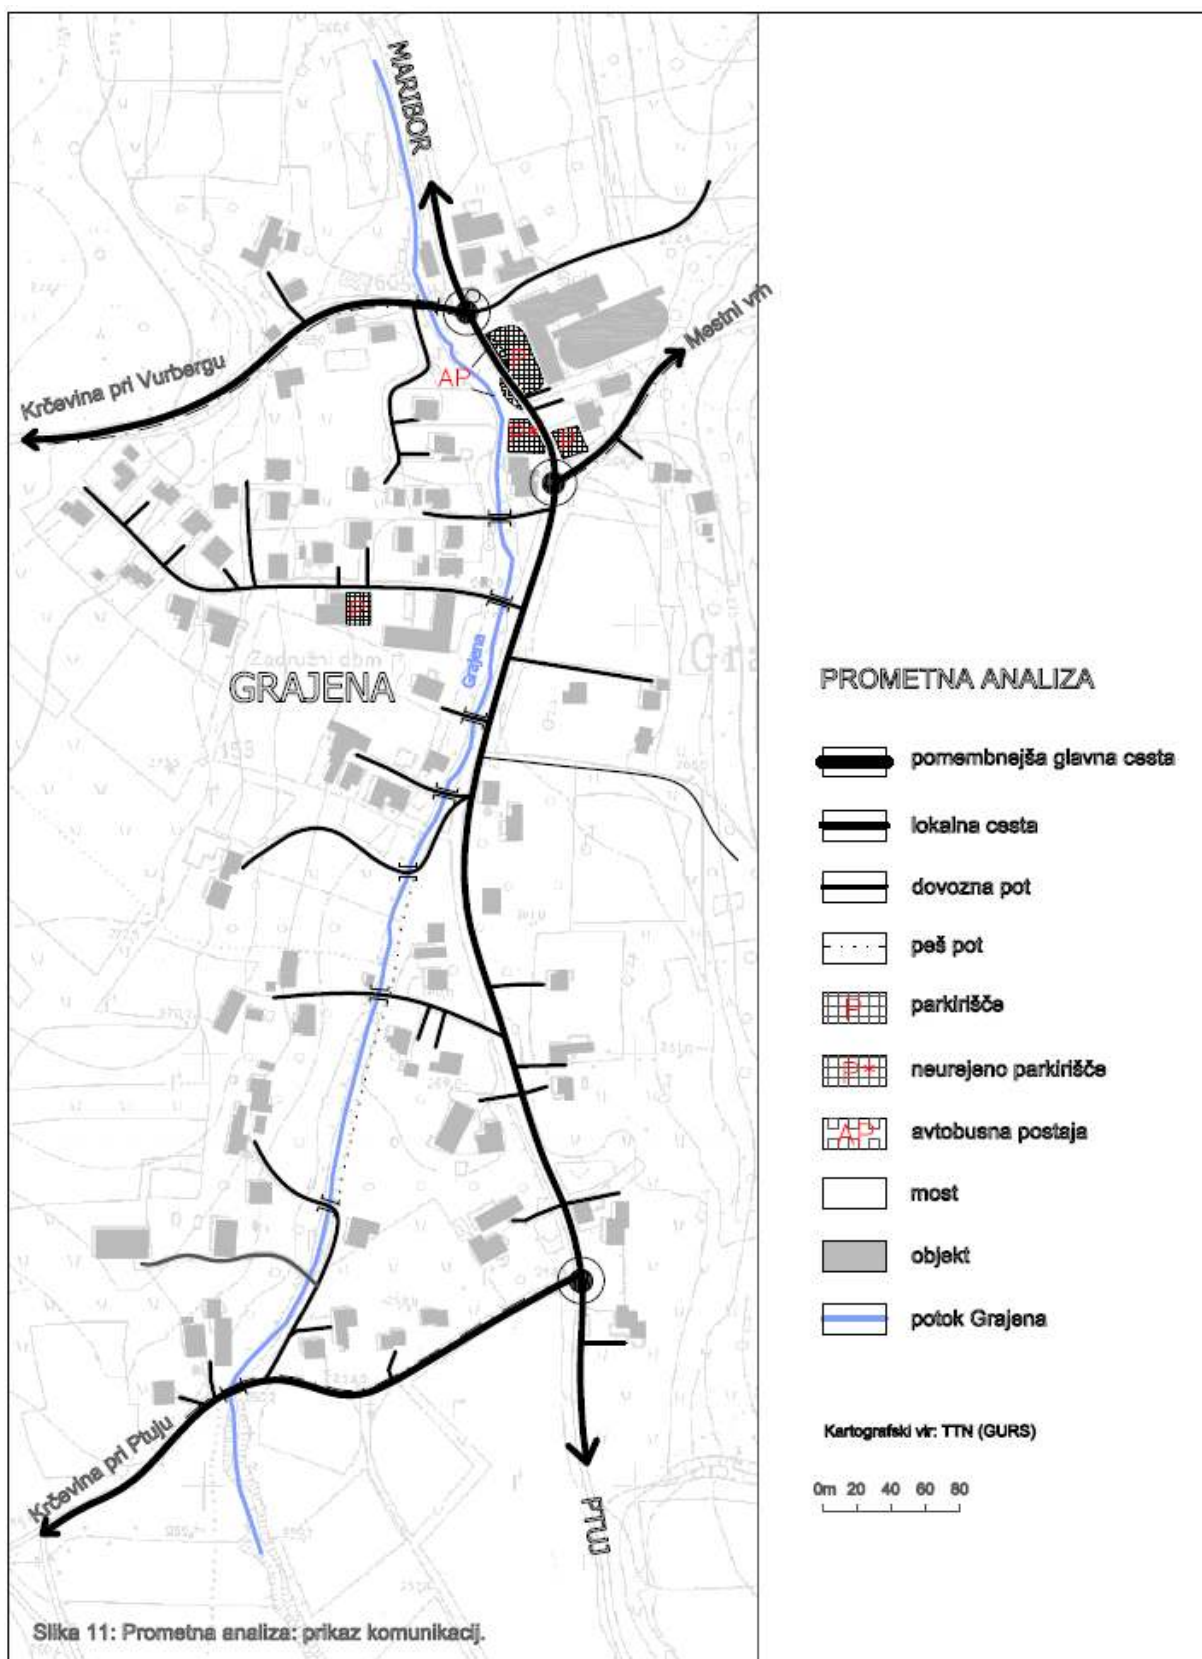 MARIBOR
Krčevina pri Vurbergu
Mestni vrh
P
AP
P*
P
P
Zadružni dom
GRAJENA
Grajena
Krčevina pri Ptuju
PTUJ
Slika 11: Prometna analiza: prikaz komunikacij.
PROMETNA ANALIZA
pomembnejša glavna cesta
lokalna cesta
dovozna pot
peš pot
P parkirišče
P* neurejeno parkirišče
AP avtobusna postaja
most
objekt
potok Grajena
Kartografski vir: TTN (GURS)
0m 20 40 60 80